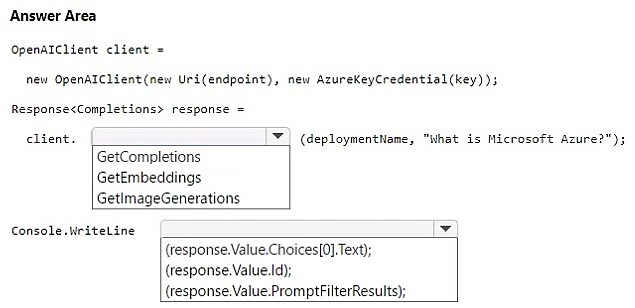 Answer Area
OpenAIClient client =
new OpenAIClient(new Uri(endpoint), new AzureKeyCredential(key));
Response<Completions> response =
client. (deploymentName, "What is Microsoft Azure?");
GetCompletions
GetEmbeddings
GetImageGenerations
Console.WriteLine
(response.Value.Choices[0].Text);
(response.Value.Id);
(response.Value.PromptFilterResults);